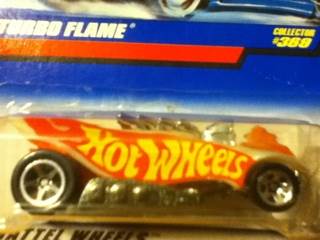 TURBO FLAME
COLLECTOR
#369
HOT WHEELS
MATTEL WHEELS